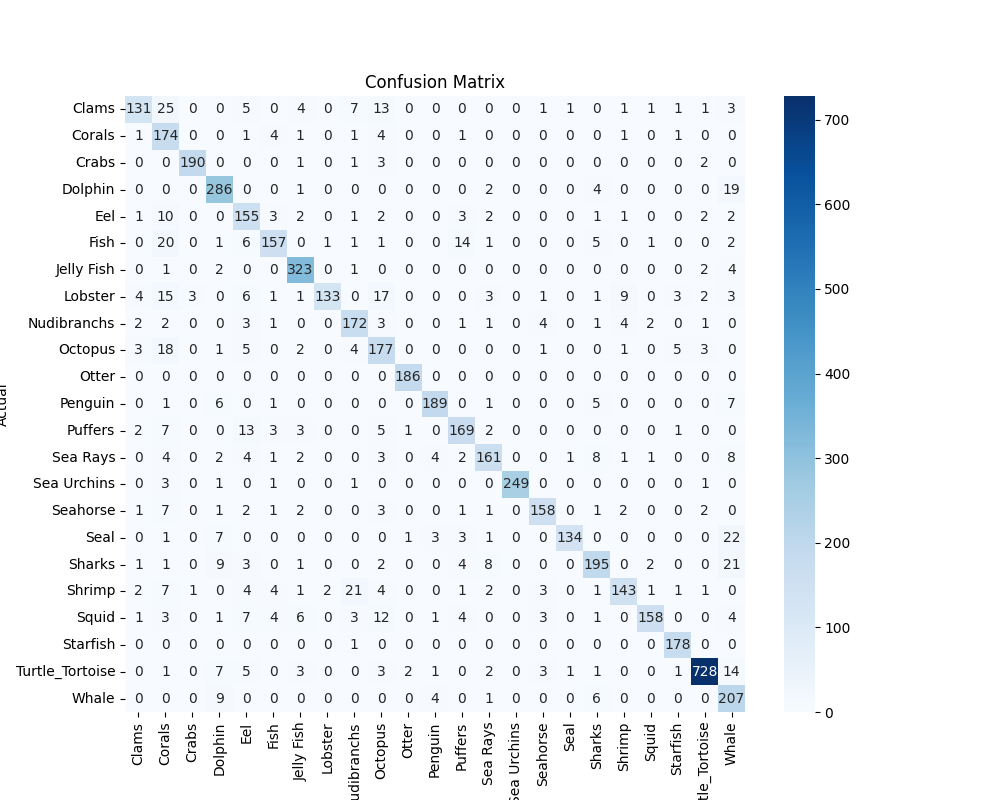 Confusion Matrix
Clams 131 25 0 0 5 0 4 0 7 13 0 0 0 0 0 1 1 0 1 1 1 1 3
Corals 1 174 0 0 1 4 0 1 1 4 0 0 1 0 0 0 0 0 1 0 1 0 0
Crabs 0 0 190 0 0 0 1 0 1 3 0 0 0 0 0 0 0 0 0 0 0 2 0
Dolphin 0 0 0 286 0 0 1 0 0 0 0 0 0 2 0 0 0 4 0 0 0 0 19
Eel 1 10 0 0 155 3 2 0 1 2 0 0 3 2 0 0 0 1 1 0 0 2 2
Fish 0 20 0 1 6 157 0 1 1 1 0 0 14 1 0 0 0 5 0 1 0 0 2
Jelly Fish 0 1 0 2 0 0 323 0 1 0 0 0 0 0 0 0 0 0 0 0 0 2 4
Lobster 4 15 3 0 6 1 1 133 0 17 0 0 0 3 0 1 0 1 9 0 3 2 3
Nudibranchs 2 2 0 0 3 1 0 0 172 3 0 0 1 1 0 4 0 1 4 2 0 1 0
Octopus 3 18 0 1 5 0 2 0 4 177 0 0 0 0 0 1 0 0 1 0 5 3 0
Otter 0 0 0 0 0 0 0 0 0 0 186 0 0 0 0 0 0 0 0 0 0 0 0
Penguin 0 1 0 6 0 1 0 0 0 0 0 189 0 1 0 0 0 5 0 0 0 0 7
Puffers 2 7 0 0 13 3 3 0 0 5 1 0 169 2 0 0 0 0 0 0 1 0 0
Sea Rays 0 4 0 2 4 1 2 0 0 3 0 4 2 161 0 0 1 8 1 1 0 0 8
Sea Urchins 0 3 0 1 0 1 0 0 1 0 0 0 0 0 249 0 0 0 0 0 0 1 0
Seahorse 1 7 0 1 2 1 2 0 0 3 0 0 1 1 0 158 0 1 2 0 0 2 0
Seal 0 1 0 7 0 0 0 0 0 0 1 3 3 1 0 0 134 0 0 0 0 0 22
Sharks 1 1 0 9 3 0 1 0 0 2 0 0 4 8 0 0 0 195 0 2 0 0 21
Shrimp 2 7 1 0 4 4 1 2 21 4 0 0 1 2 0 3 0 1 143 1 1 1 0
Squid 1 3 0 1 7 4 6 0 3 12 0 1 4 0 0 3 0 1 0 158 0 0 4
Starfish 0 0 0 0 0 0 0 0 1 0 0 0 0 0 0 0 0 0 0 0 178 0 0
Turtle_Tortoise 0 1 0 7 5 0 3 0 0 3 2 1 0 2 0 3 1 1 0 0 1 728 14
Whale 0 0 0 9 0 0 0 0 0 0 0 4 0 1 0 0 0 6 0 0 0 0 207
Clams Corals Crabs Dolphin Eel Fish Jelly Fish Lobster udibranchs Octopus Otter Penguin Puffers Sea Rays Sea Urchins Seahorse Seal Sharks Shrimp Squid Starfish tle_Tortoise Whale
Actual
700
600
500
400
300
200
100
0